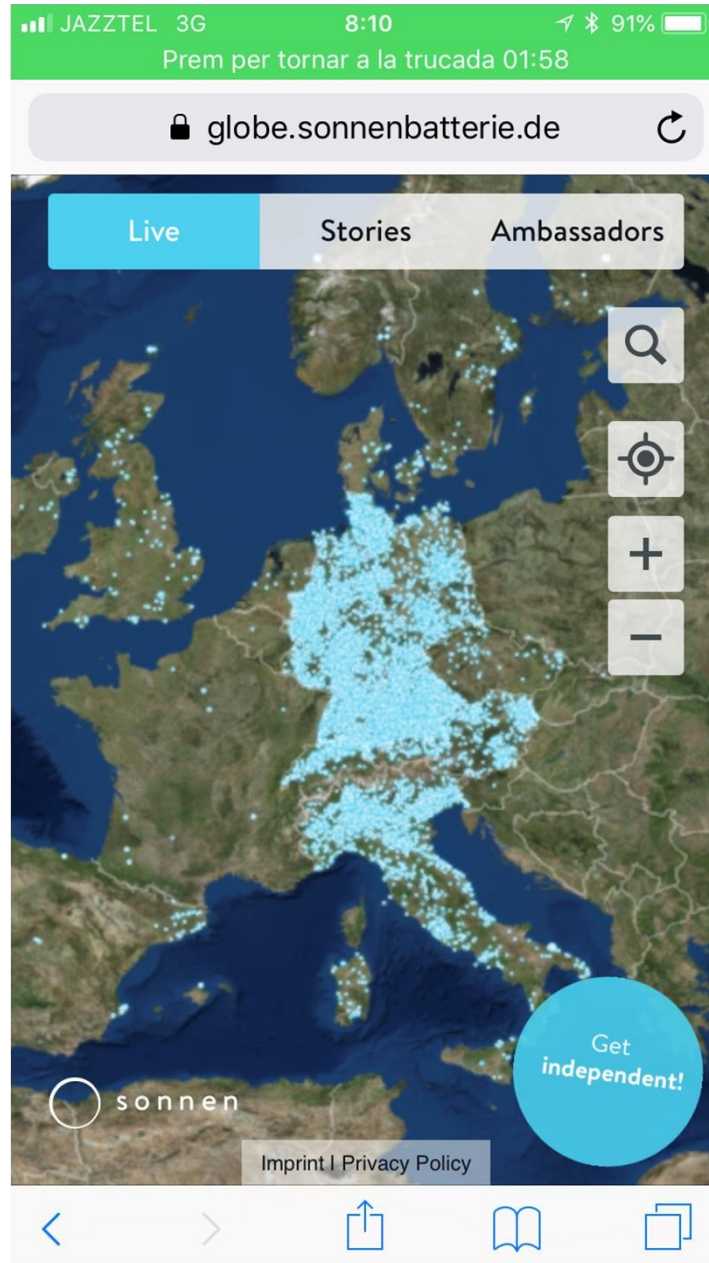 JAZZTEL 3G 8:10 91%
Prem per tornar a la trucada 01:58
globe.sonnenbatterie.de
Live Stories Ambassadors
+
−
Get
independent!
sonnen
Imprint | Privacy Policy